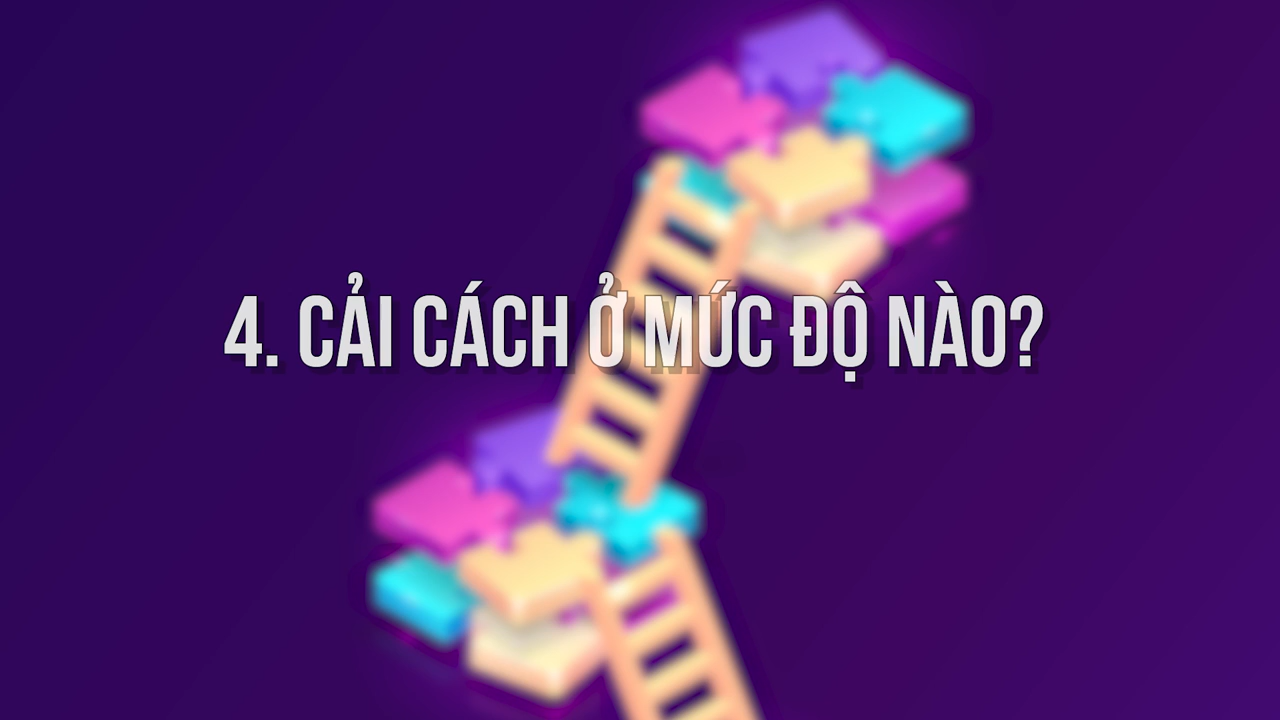 4. CẢI CÁCH Ở MỨC ĐỘ NÀO?